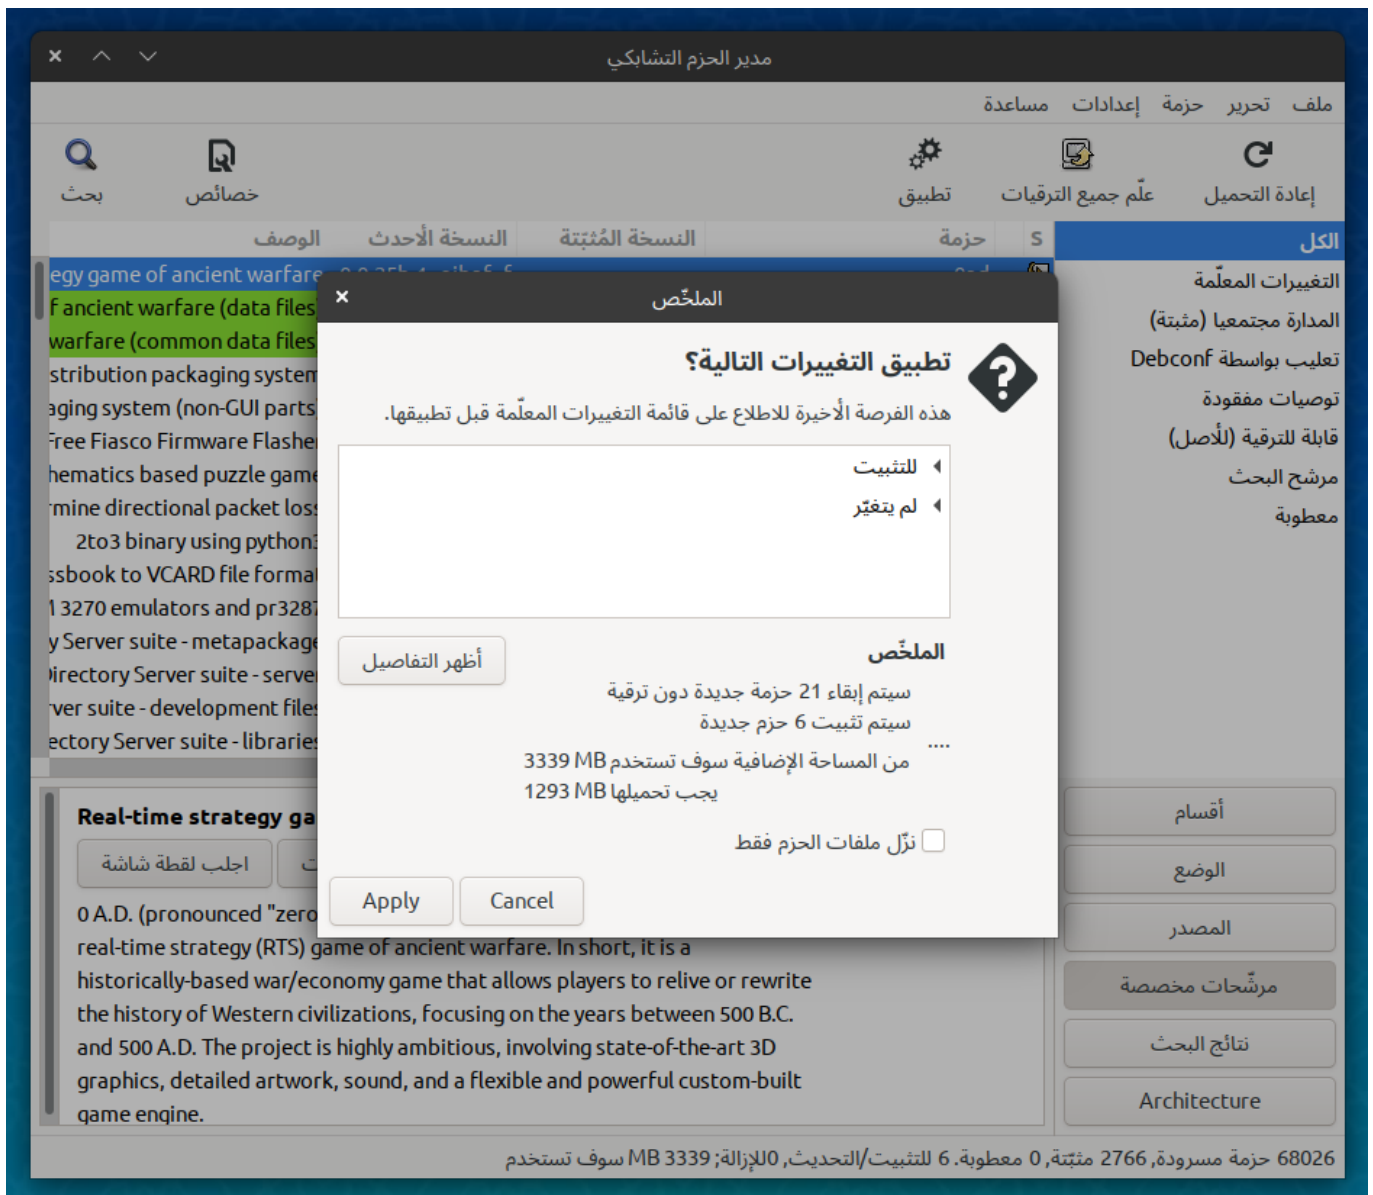 مدير الحزم التشابكي
ملف تحرير حزمة إعدادات مساعدة
إعادة التحميل علّم جميع الترقيات تطبيق خصائص بحث
S حزمة النسخة المُثبّتة النسخة الأحدث الوصف
الكل
التغييرات المعلّمة
المدارة مجتمعيا (مثبتة)
تعليب بواسطة Debconf
توصيات مفقودة
قابلة للترقية (للأصل)
مرشح البحث
معطوبة
egy game of ancient warfare
f ancient warfare (data files
warfare (common data files
stribution packaging system
aging system (non-GUI parts
Free Fiasco Firmware Flasher
hematics based puzzle game
rmine directional packet loss
2to3 binary using python3
ssbook to VCARD file format
3270 emulators and pr3287
y Server suite - metapackage
Directory Server suite - server
rver suite - development files
ectory Server suite - libraries
الملخّص
تطبيق التغييرات التالية؟
هذه الفرصة الأخيرة للاطلاع على قائمة التغييرات المعلّمة قبل تطبيقها.
للتثبيت
لم يتغيّر
الملخّص
أظهر التفاصيل
سيتم إبقاء 21 حزمة جديدة دون ترقية
سيتم تثبيت 6 حزم جديدة
....
من المساحة الإضافية سوف تستخدم 3339 MB
يجب تحميلها 1293 MB
نزّل ملفات الحزم فقط
Apply Cancel
Real-time strategy ga
اجلب لقطة شاشة
0 A.D. (pronounced "zero
real-time strategy (RTS) game of ancient warfare. In short, it is a
historically-based war/economy game that allows players to relive or rewrite
the history of Western civilizations, focusing on the years between 500 B.C.
and 500 A.D. The project is highly ambitious, involving state-of-the-art 3D
graphics, detailed artwork, sound, and a flexible and powerful custom-built
game engine.
أقسام
الوضع
المصدر
مرشّحات مخصصة
نتائج البحث
Architecture
68026 حزمة مسرودة, 2766 مثبّتة, 0 معطوبة. 6 للتثبيت/التحديث, 0للإزالة; 3339 MB سوف تستخدم